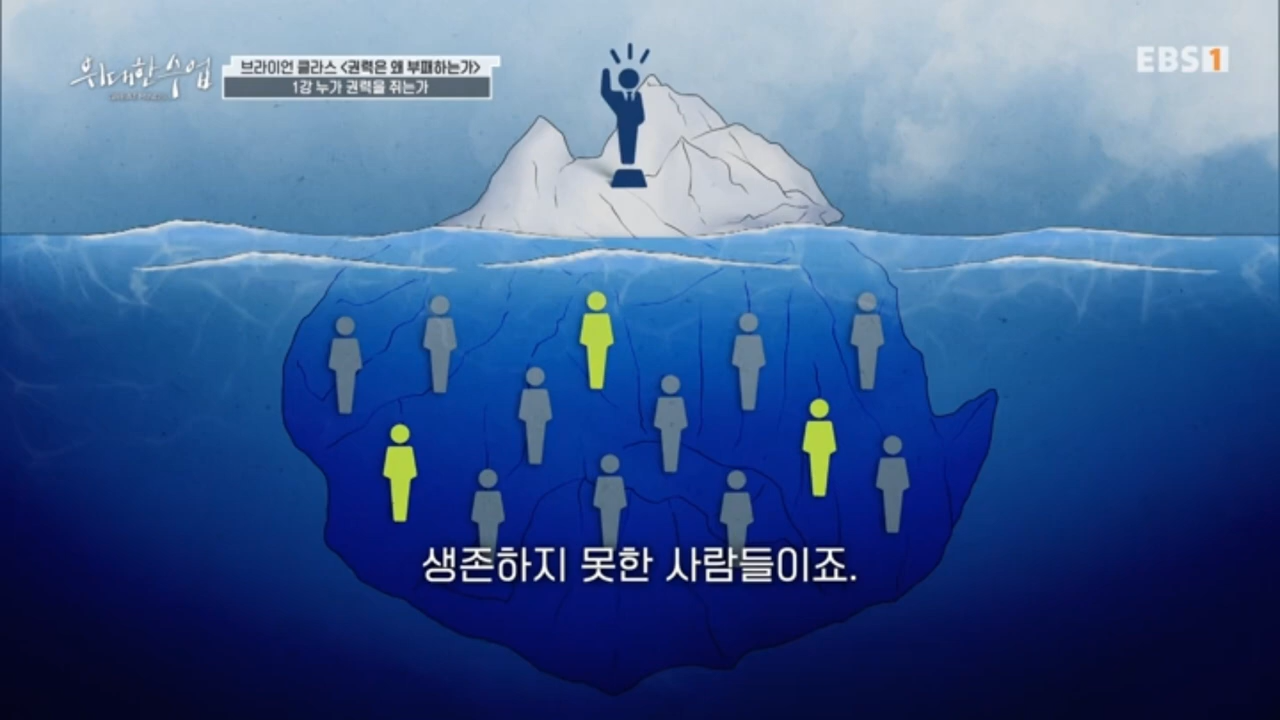 위대한 수업
브라이언 클라스 <권력은 왜 부패하는가>
1강 누가 권력을 쥐는가
EBS1
생존하지 못한 사람들이죠.